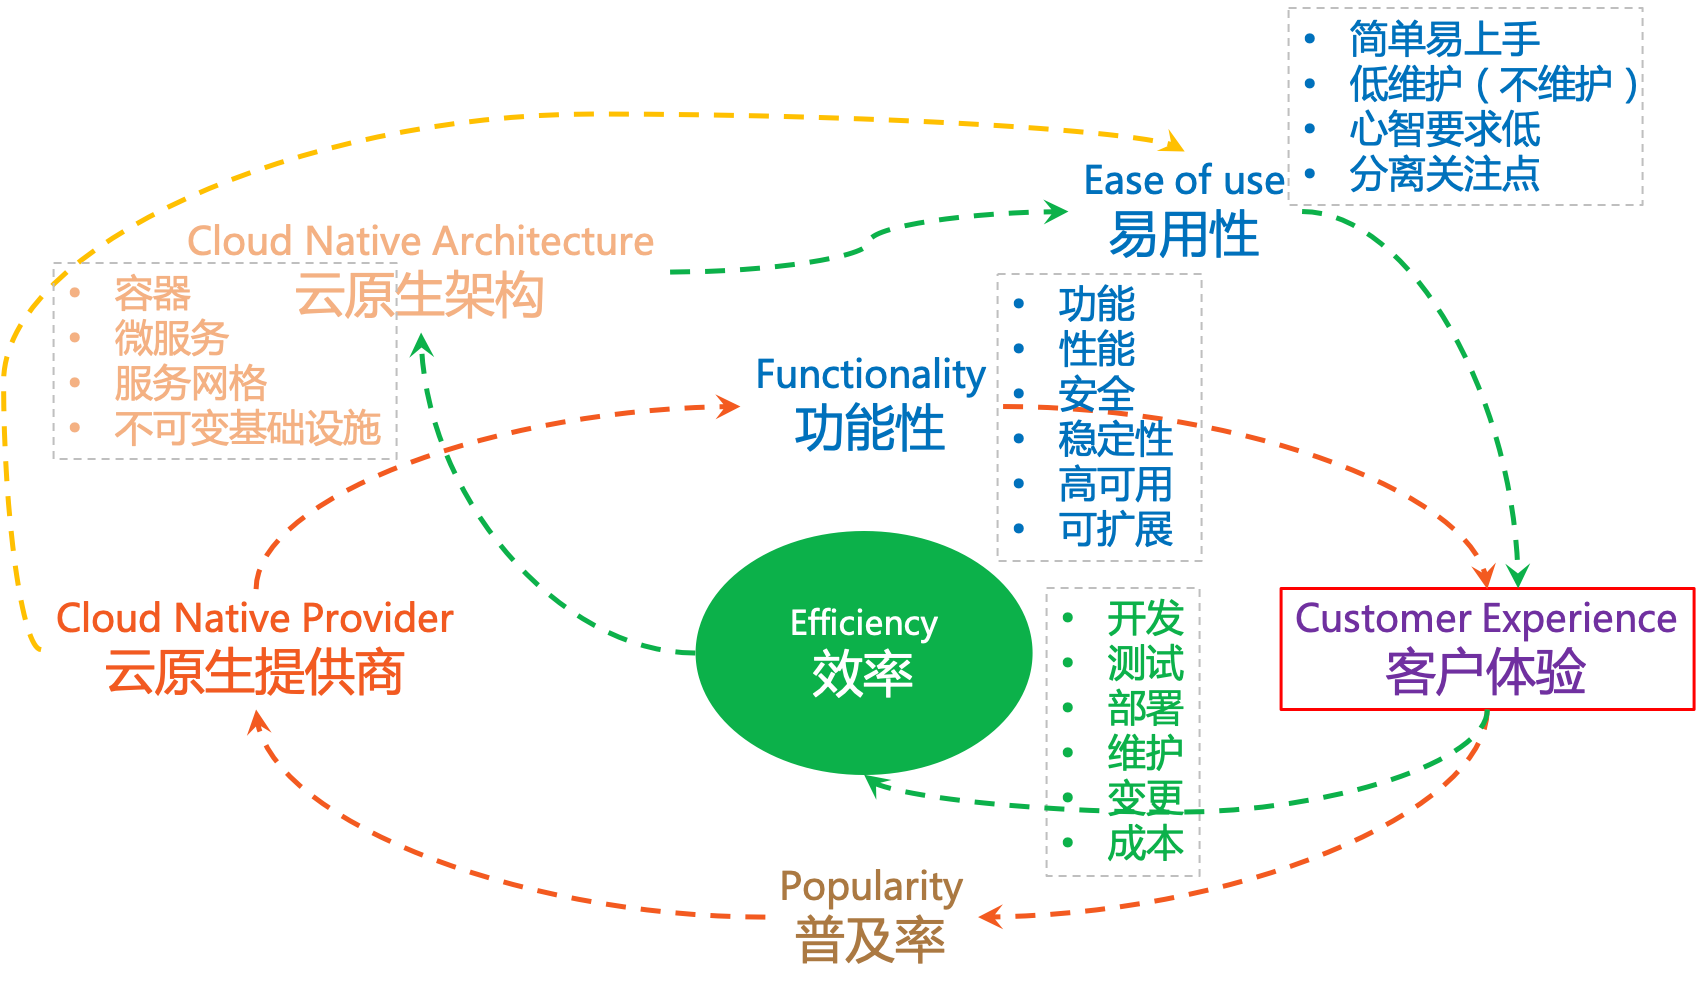 • 简单易上手
• 低维护（不维护）
• 心智要求低
• 分离关注点
Ease of use
易用性
Cloud Native Architecture
云原生架构
• 容器
• 微服务
• 服务网格
• 不可变基础设施
Functionality
功能性
• 功能
• 性能
• 安全
• 稳定性
• 高可用
• 可扩展
Cloud Native Provider
云原生提供商
Efficiency
效率
• 开发
• 测试
• 部署
• 维护
• 变更
• 成本
Customer Experience
客户体验
Popularity
普及率